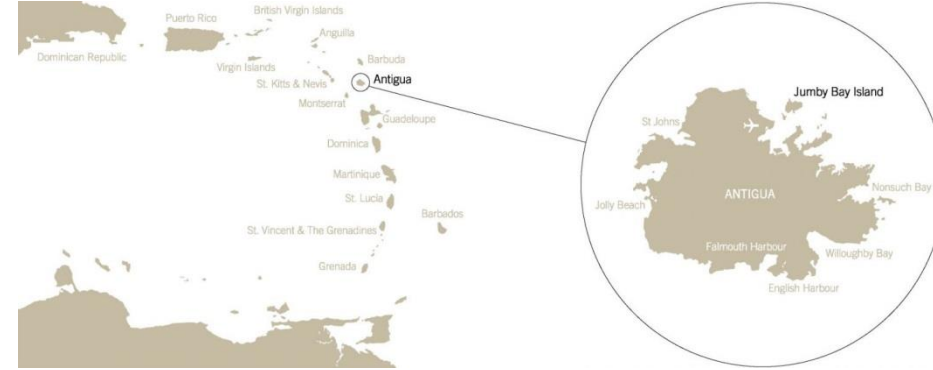 British Virgin Islands
Puerto Rico
Anguilla
Dominican Republic
Virgin Islands
Barbuda
St. Kitts & Nevis
Antigua
Montserrat
Guadeloupe
Dominica
Martinique
St. Lucia
Barbados
St. Vincent & The Grenadines
Grenada
Jumby Bay Island
St Johns
ANTIGUA
Nonsuch Bay
Jolly Beach
Falmouth Harbour
Willoughby Bay
English Harbour